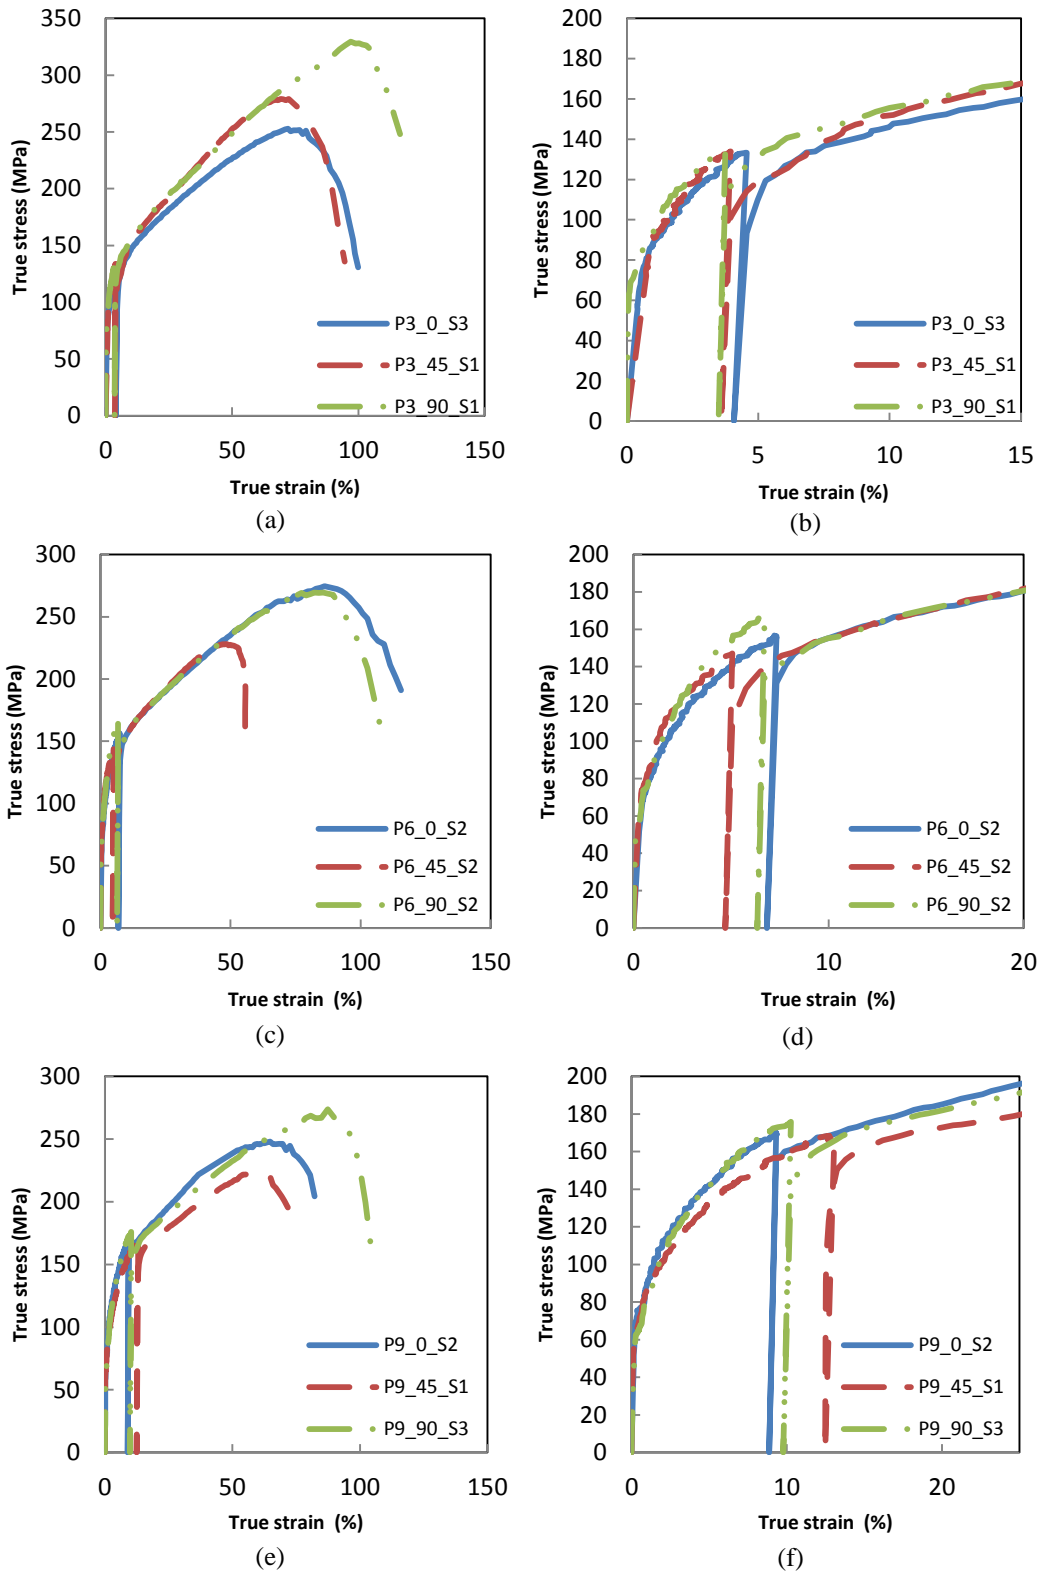 350
300
250
200
150
100
50
0
True stress (MPa)
P3_0_S3
P3_45_S1
P3_90_S1
0 50 100 150
True strain (%)
(a)
200
180
160
140
120
100
80
60
40
20
0
True stress (MPa)
P3_0_S3
P3_45_S1
P3_90_S1
0 5 10 15
True strain (%)
(b)
300
250
200
150
100
50
0
True stress (MPa)
P6_0_S2
P6_45_S2
P6_90_S2
0 50 100 150
True strain (%)
(c)
200
180
160
140
120
100
80
60
40
20
0
True stress (MPa)
P6_0_S2
P6_45_S2
P6_90_S2
0 10 20
True strain (%)
(d)
300
250
200
150
100
50
0
True stress (MPa)
P9_0_S2
P9_45_S1
P9_90_S3
0 50 100 150
True strain (%)
(e)
200
180
160
140
120
100
80
60
40
20
0
True stress (MPa)
P9_0_S2
P9_45_S1
P9_90_S3
0 10 20
True strain (%)
(f)